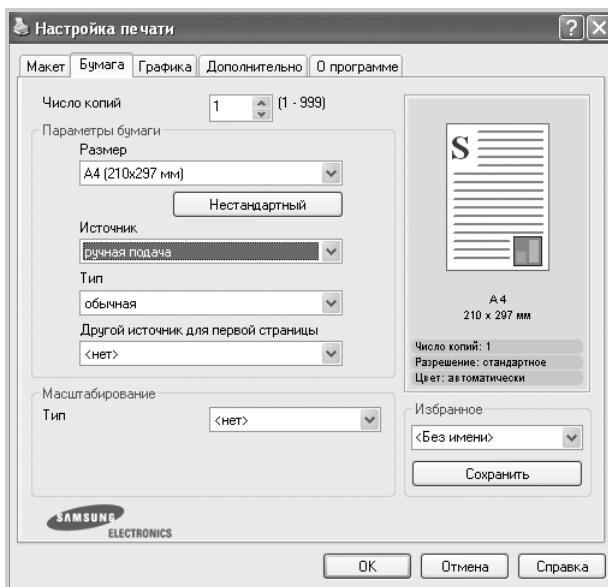 Настройка печати
Макет Бумага Графика Дополнительно О программе
Число копий 1 (1 - 999)
Параметры бумаги
Размер
A4 (210x297 мм)
Нестандартный
Источник
ручная подача
Тип
обычная
Другой источник для первой страницы
<нет>
Масштабирование
Тип <нет>
S
A4
210 x 297 мм
Число копий: 1
Разрешение: стандартное
Цвет: автоматически
Избранное
<Без имени>
Сохранить
SAMSUNG
ELECTRONICS
OK Отмена Справка